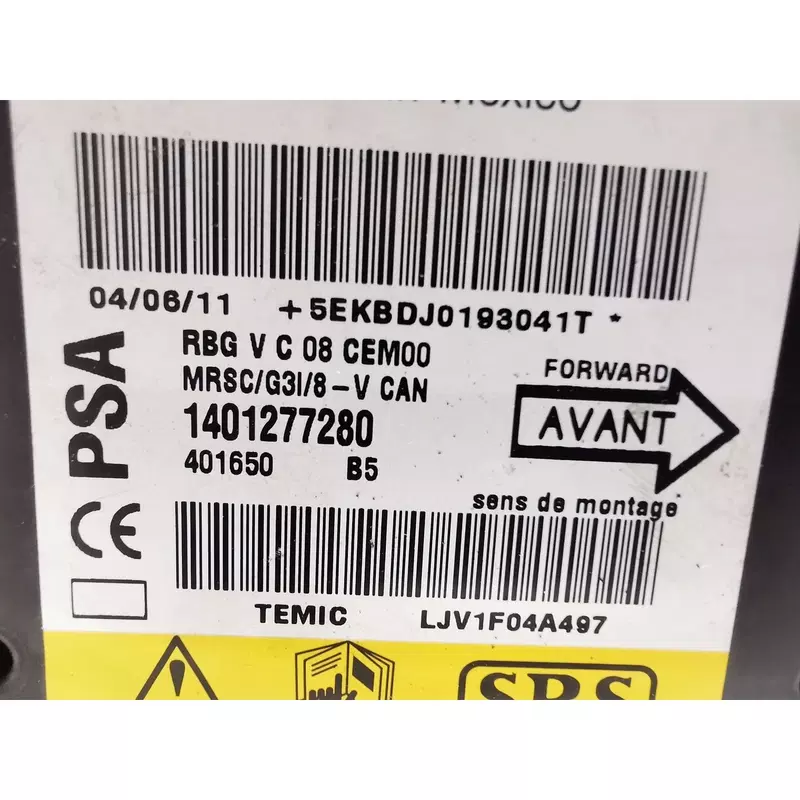 MEXICO
04/06/11 +5EKBDJ0193041T *
RBG V C 08 CEM00
MRSC/G3I/8-V CAN
1401277280
401650 B5
PSA
CE
FORWARD
AVANT
sens de montage
TEMIC LJV1F04A497
SRS